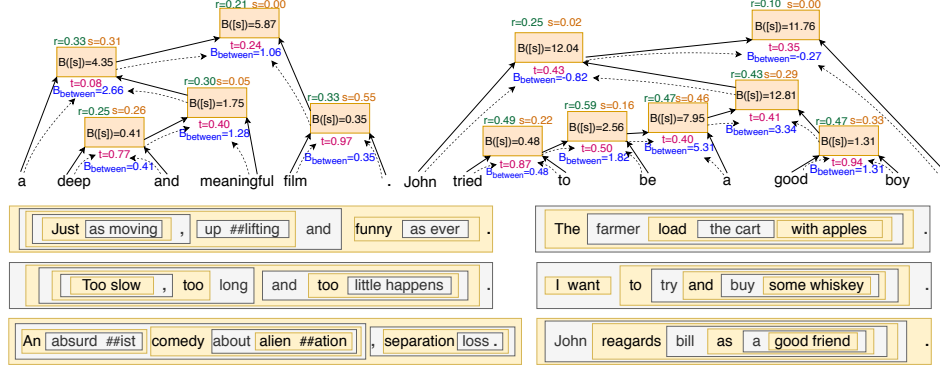 r=0.21 s=0.00
B([s])=5.87
t=0.24
B_between=1.06
r=0.33 s=0.31
B([s])=4.35
t=0.08
B_between=2.66
r=0.30 s=0.05
B([s])=1.75
t=0.40
B_between=1.28
r=0.25 s=0.26
B([s])=0.41
t=0.77
B_between=0.41
r=0.33 s=0.55
B([s])=0.35
t=0.97
B_between=0.35
a deep and meaningful film .
r=0.10 s=0.00
B([s])=11.76
t=0.35
B_between=-0.27
r=0.25 s=0.02
B([s])=12.04
t=0.43
B_between=-0.82
r=0.43 s=0.29
B([s])=12.81
t=0.41
B_between=3.34
r=0.47 s=0.46
B([s])=7.95
t=0.40
B_between=5.31
r=0.59 s=0.16
B([s])=2.56
t=0.50
B_between=1.82
r=0.49 s=0.22
B([s])=0.48
t=0.87
B_between=0.48
r=0.47 s=0.33
B([s])=1.31
t=0.94
B_between=1.31
John tried to be a good boy
Just as moving , up ##lifting and funny as ever .
Too slow , too long and too little happens .
An absurd ##ist comedy about alien ##ation , separation loss .
The farmer load the cart with apples .
I want to try and buy some whiskey .
John reagards bill as a good friend .